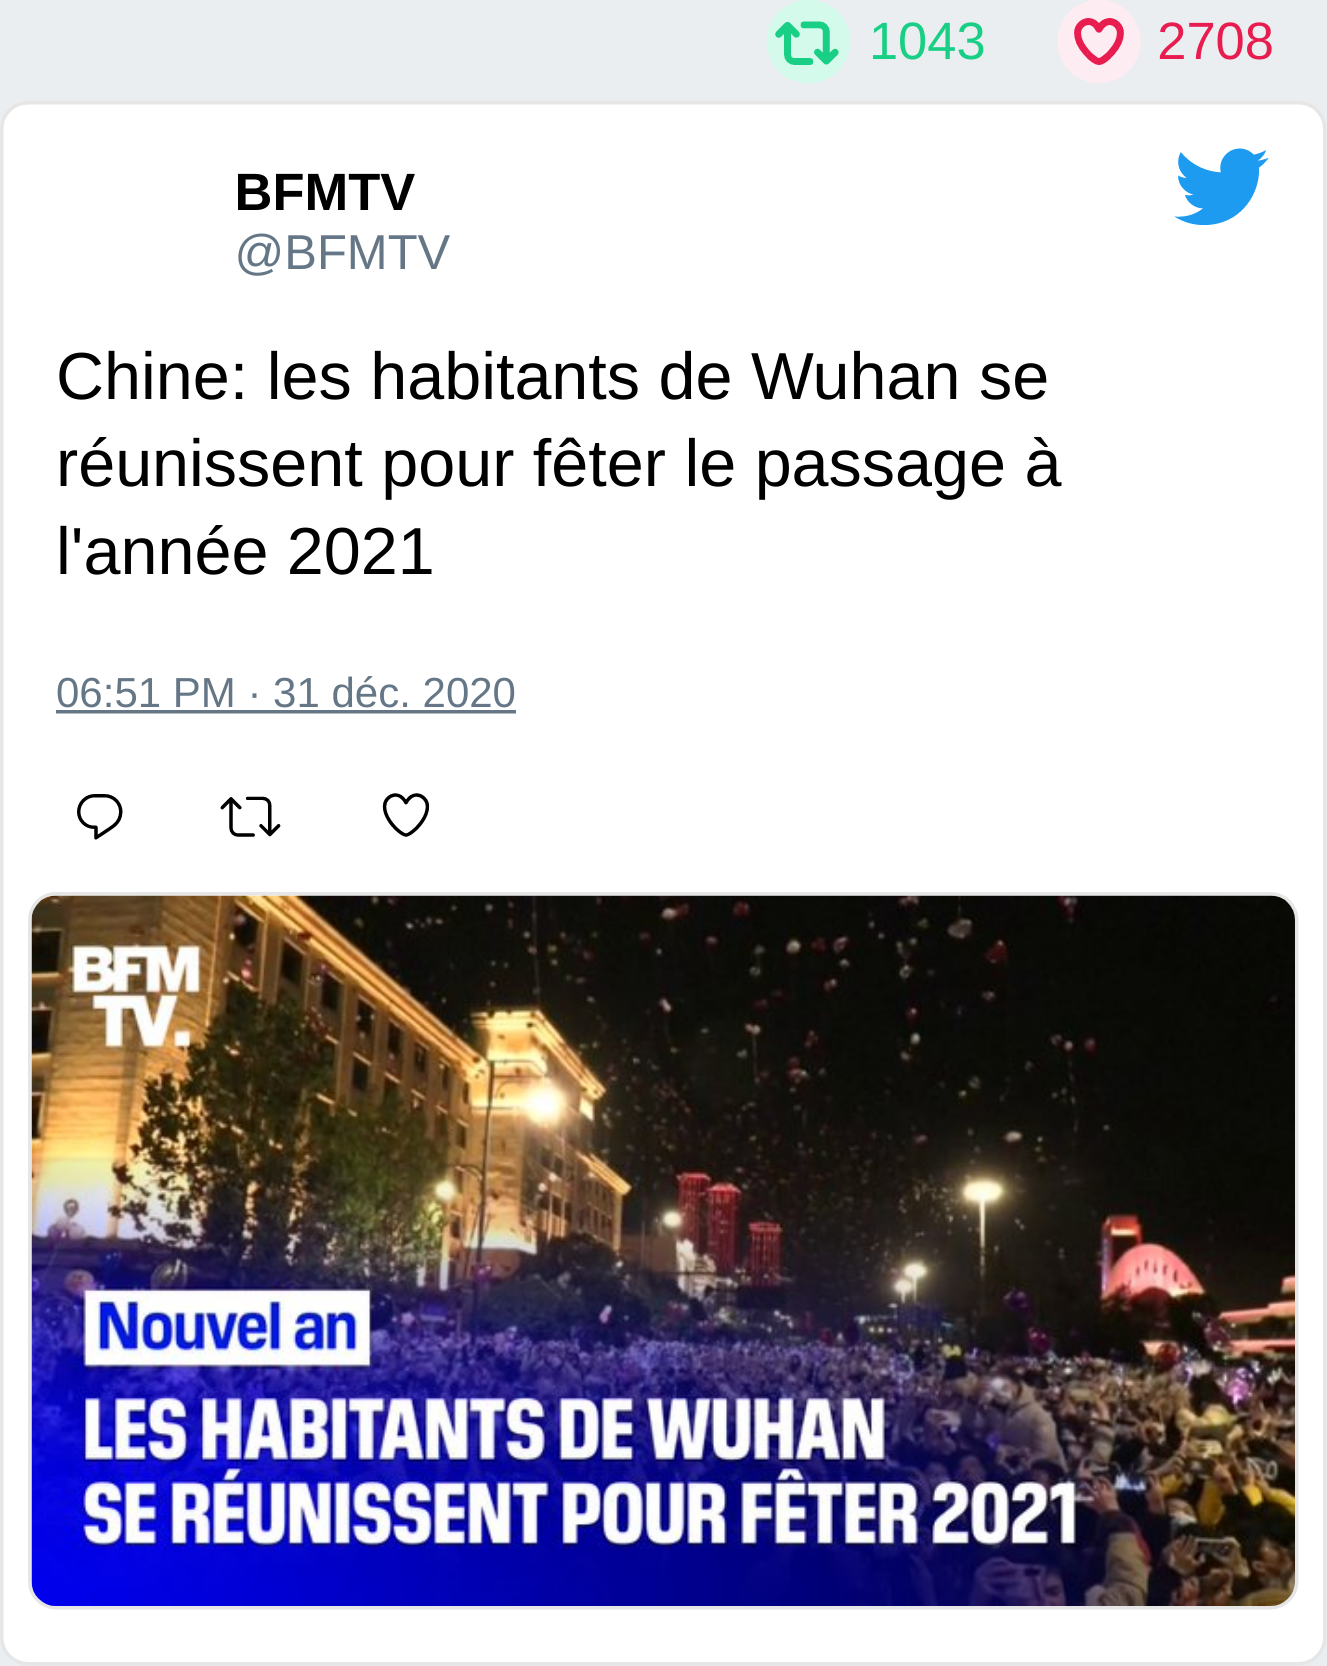 1043 2708
BFMTV
@BFMTV
Chine: les habitants de Wuhan se
réunissent pour fêter le passage à
l'année 2021
06:51 PM · 31 déc. 2020
BFM
TV.
Nouvel an
LES HABITANTS DE WUHAN
SE RÉUNISSENT POUR FÊTER 2021